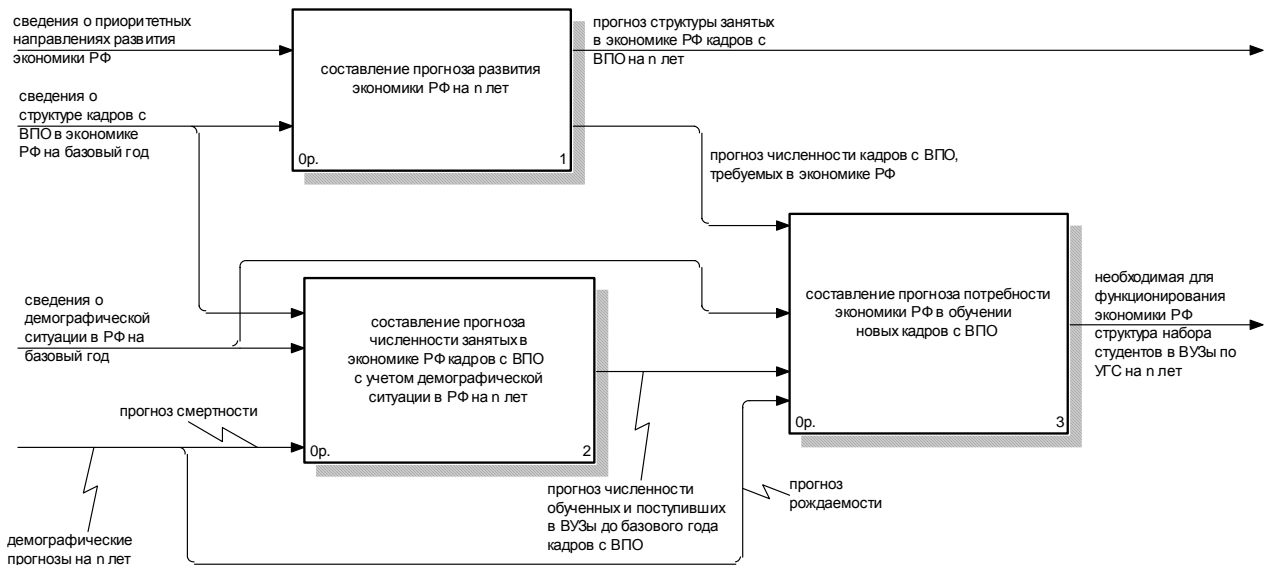 сведения о приоритетных
направлениях развития
экономики РФ
прогноз структуры занятых
в экономике РФ кадров с
ВПО на n лет
составление прогноза развития
экономики РФ на n лет
0р.
1
сведения о
структуре кадров с
ВПО в экономике
РФ на базовый год
прогноз численности кадров с ВПО,
требуемых в экономике РФ
сведения о
демографической
ситуации в РФ на
базовый год
составление прогноза
численности занятых в
экономике РФ кадров с ВПО
с учетом демографической
ситуации в РФ на n лет
0р.
2
составление прогноза потребности
экономики РФ в обучении
новых кадров с ВПО
0р.
3
необходимая для
функционирования
экономики РФ
структура набора
студентов в ВУЗы по
УГС на n лет
прогноз смертности
прогноз численности
обученных и поступивших
в ВУЗы до базового года
кадров с ВПО
прогноз
рождаемости
демографические
прогнозы на n лет